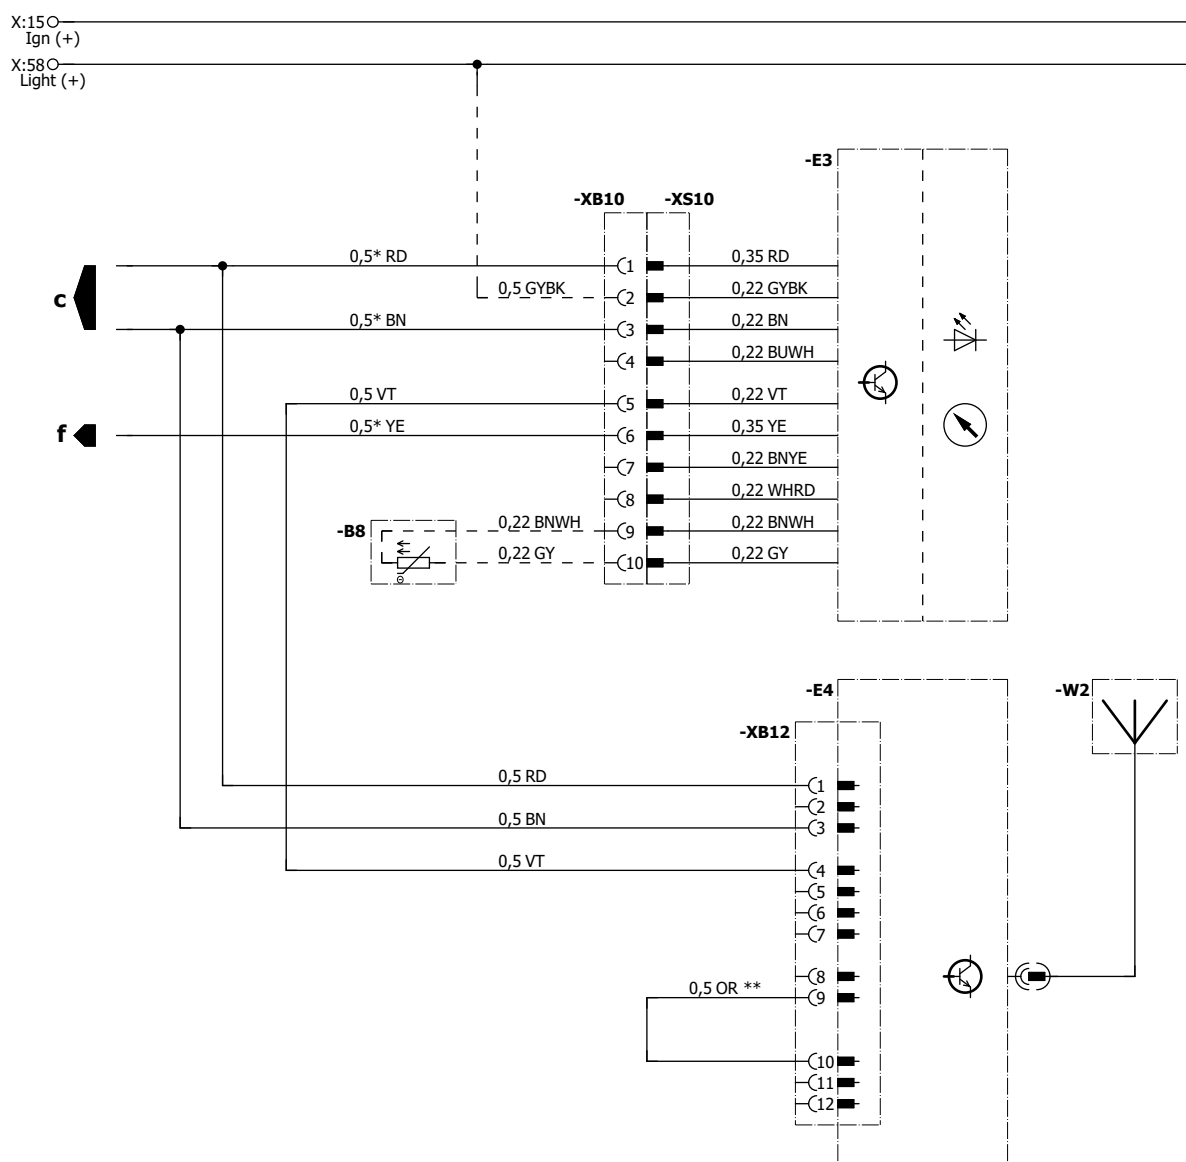 X:15
Ign (+)
X:58
Light (+)
-E3
-XB10 -XS10
0,5* RD 1 0,35 RD
c
0,5 GYBK 2 0,22 GYBK
0,5* BN 3 0,22 BN
4 0,22 BUWH
0,5 VT 5 0,22 VT
f 0,5* YE 6 0,35 YE
7 0,22 BNYE
8 0,22 WHRD
-B8 0,22 BNWH 9 0,22 BNWH
0,22 GY 10 0,22 GY
-E4 -W2
-XB12
0,5 RD 1
2
0,5 BN 3
0,5 VT 4
5
6
7
8
0,5 OR ** 9
10
11
12